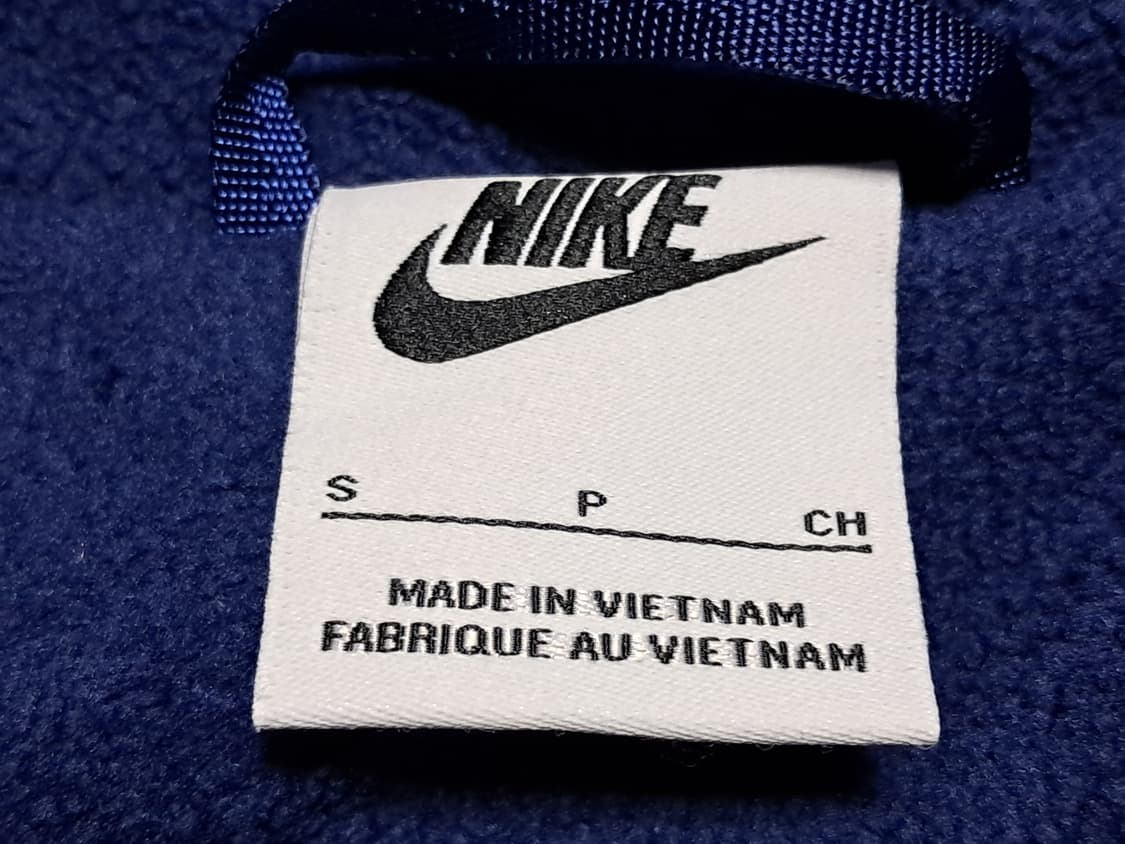 NIKE
S P CH
MADE IN VIETNAM
FABRIQUE AU VIETNAM